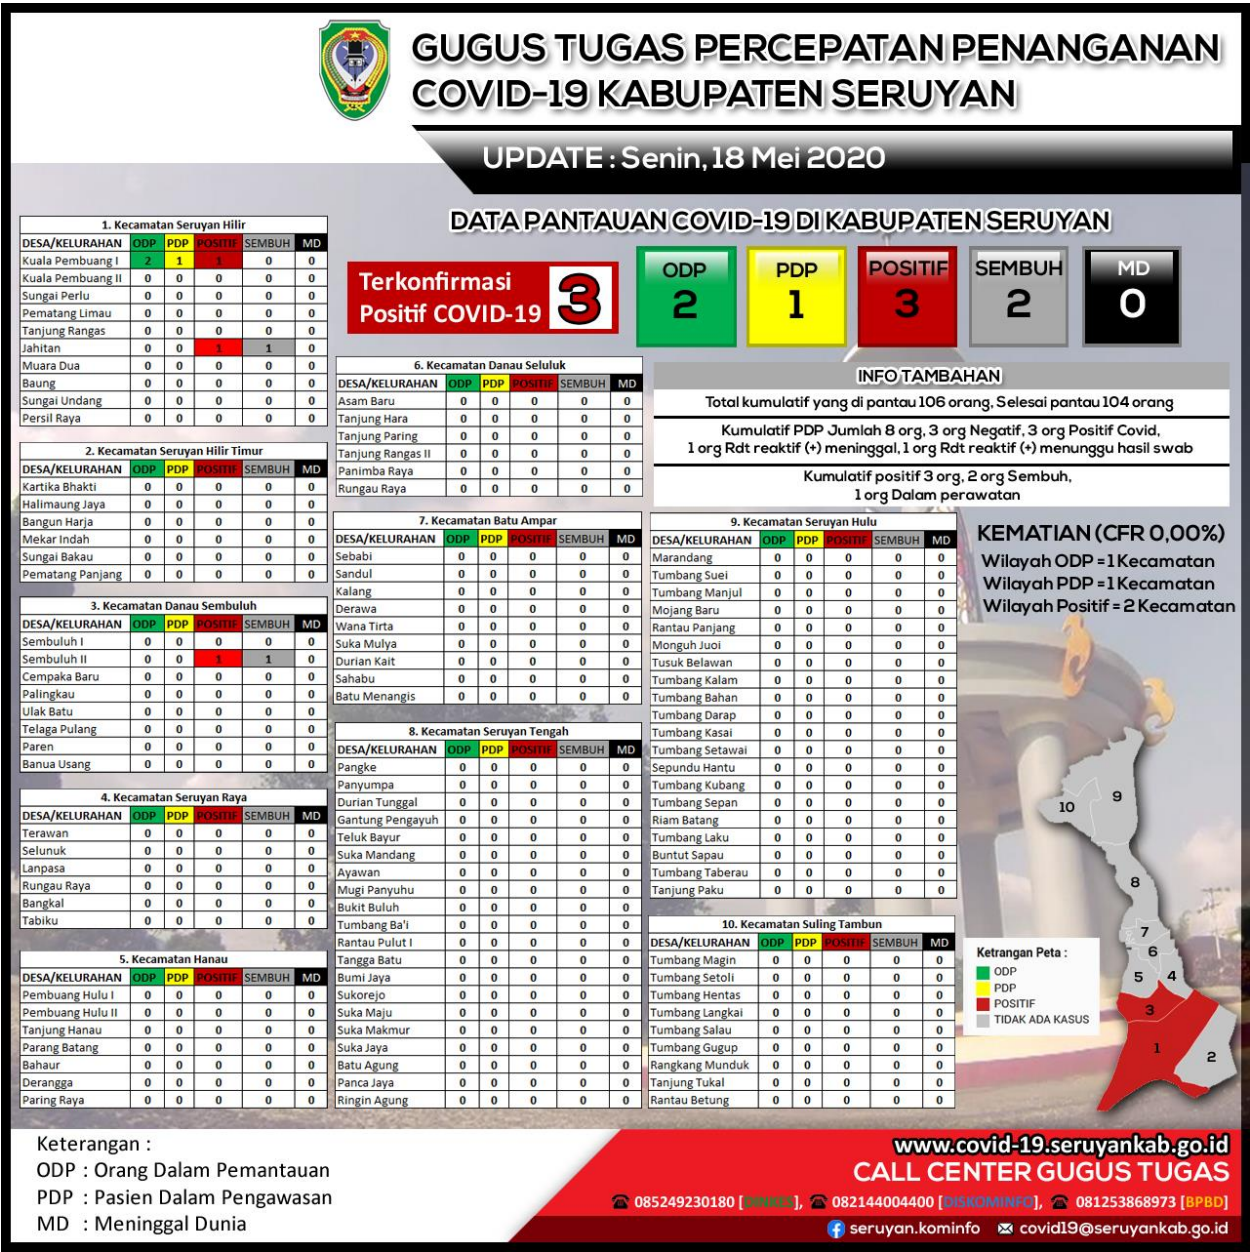 GUGUS TUGAS PERCEPATAN PENANGANAN
COVID-19 KABUPATEN SERUYAN
UPDATE : Senin, 18 Mei 2020
DATA PANTAUAN COVID-19 DI KABUPATEN SERUYAN
Terkonfirmasi
Positif COVID-19 3
ODP 2
PDP 1
POSITIF 3
SEMBUH 2
MD 0
INFO TAMBAHAN
Total kumulatif yang di pantau 106 orang, Selesai pantau 104 orang
Kumulatif PDP Jumlah 8 org, 3 org Negatif, 3 org Positif Covid,
1 org Rdt reaktif (+) meninggal, 1 org Rdt reaktif (+) menunggu hasil swab
Kumulatif positif 3 org, 2 org Sembuh,
1 org Dalam perawatan
KEMATIAN (CFR 0,00%)
Wilayah ODP = 1 Kecamatan
Wilayah PDP = 1 Kecamatan
Wilayah Positif = 2 Kecamatan
1. Kecamatan Seruyan Hilir
DESA/KELURAHAN ODP PDP POSITIF SEMBUH MD
Kuala Pembuang I 2 1 1 0 0
Kuala Pembuang II 0 0 0 0 0
Sungai Perlu 0 0 0 0 0
Pematang Limau 0 0 0 0 0
Tanjung Rangas 0 0 0 0 0
Jahitan 0 0 1 1 0
Muara Dua 0 0 0 0 0
Baung 0 0 0 0 0
Sungai Undang 0 0 0 0 0
Persil Raya 0 0 0 0 0
2. Kecamatan Seruyan Hilir Timur
DESA/KELURAHAN ODP PDP POSITIF SEMBUH MD
Kartika Bhakti 0 0 0 0 0
Halimaung Jaya 0 0 0 0 0
Bangun Harja 0 0 0 0 0
Mekar Indah 0 0 0 0 0
Sungai Bakau 0 0 0 0 0
Pematang Panjang 0 0 0 0 0
3. Kecamatan Danau Sembuluh
DESA/KELURAHAN ODP PDP POSITIF SEMBUH MD
Sembuluh I 0 0 0 0 0
Sembuluh II 0 0 1 1 0
Cempaka Baru 0 0 0 0 0
Palingkau 0 0 0 0 0
Ulak Batu 0 0 0 0 0
Telaga Pulang 0 0 0 0 0
Paren 0 0 0 0 0
Banua Usang 0 0 0 0 0
4. Kecamatan Seruyan Raya
DESA/KELURAHAN ODP PDP POSITIF SEMBUH MD
Terawan 0 0 0 0 0
Selunuk 0 0 0 0 0
Lanpasa 0 0 0 0 0
Rungau Raya 0 0 0 0 0
Bangkal 0 0 0 0 0
Tabiku 0 0 0 0 0
5. Kecamatan Hanau
DESA/KELURAHAN ODP PDP POSITIF SEMBUH MD
Pembuang Hulu I 0 0 0 0 0
Pembuang Hulu II 0 0 0 0 0
Tanjung Hanau 0 0 0 0 0
Parang Batang 0 0 0 0 0
Bahaur 0 0 0 0 0
Derangga 0 0 0 0 0
Paring Raya 0 0 0 0 0
6. Kecamatan Danau Seluluk
DESA/KELURAHAN ODP PDP POSITIF SEMBUH MD
Asam Baru 0 0 0 0 0
Tanjung Hara 0 0 0 0 0
Tanjung Paring 0 0 0 0 0
Tanjung Rangas II 0 0 0 0 0
Panimba Raya 0 0 0 0 0
Rungau Raya 0 0 0 0 0
7. Kecamatan Batu Ampar
DESA/KELURAHAN ODP PDP POSITIF SEMBUH MD
Sebabi 0 0 0 0 0
Sandul 0 0 0 0 0
Kalang 0 0 0 0 0
Derawa 0 0 0 0 0
Wana Tirta 0 0 0 0 0
Suka Mulya 0 0 0 0 0
Durian Kait 0 0 0 0 0
Sahabu 0 0 0 0 0
Batu Menangis 0 0 0 0 0
8. Kecamatan Seruyan Tengah
DESA/KELURAHAN ODP PDP POSITIF SEMBUH MD
Pangke 0 0 0 0 0
Panyumpa 0 0 0 0 0
Durian Tunggal 0 0 0 0 0
Gantung Pengayuh 0 0 0 0 0
Teluk Bayur 0 0 0 0 0
Suka Mandang 0 0 0 0 0
Ayawan 0 0 0 0 0
Mugi Panyuhu 0 0 0 0 0
Bukit Buluh 0 0 0 0 0
Tumbang Ba'i 0 0 0 0 0
Rantau Pulut I 0 0 0 0 0
Tangga Batu 0 0 0 0 0
Bumi Jaya 0 0 0 0 0
Sukorejo 0 0 0 0 0
Suka Maju 0 0 0 0 0
Suka Makmur 0 0 0 0 0
Suka Jaya 0 0 0 0 0
Batu Agung 0 0 0 0 0
Panca Jaya 0 0 0 0 0
Ringin Agung 0 0 0 0 0
9. Kecamatan Seruyan Hulu
DESA/KELURAHAN ODP PDP POSITIF SEMBUH MD
Marandang 0 0 0 0 0
Tumbang Suei 0 0 0 0 0
Tumbang Manjul 0 0 0 0 0
Mojang Baru 0 0 0 0 0
Rantau Panjang 0 0 0 0 0
Monguh Juoi 0 0 0 0 0
Tusuk Belawan 0 0 0 0 0
Tumbang Kalam 0 0 0 0 0
Tumbang Bahan 0 0 0 0 0
Tumbang Darap 0 0 0 0 0
Tumbang Kasai 0 0 0 0 0
Tumbang Setawai 0 0 0 0 0
Sepundu Hantu 0 0 0 0 0
Tumbang Kubang 0 0 0 0 0
Tumbang Sepan 0 0 0 0 0
Riam Batang 0 0 0 0 0
Tumbang Laku 0 0 0 0 0
Buntut Sapau 0 0 0 0 0
Tumbang Taberau 0 0 0 0 0
Tanjung Paku 0 0 0 0 0
10. Kecamatan Suling Tambun
DESA/KELURAHAN ODP PDP POSITIF SEMBUH MD
Tumbang Magin 0 0 0 0 0
Tumbang Setoli 0 0 0 0 0
Tumbang Hentas 0 0 0 0 0
Tumbang Langkai 0 0 0 0 0
Tumbang Salau 0 0 0 0 0
Tumbang Gugup 0 0 0 0 0
Rangkang Munduk 0 0 0 0 0
Tanjung Tukal 0 0 0 0 0
Rantau Betung 0 0 0 0 0
10 9
8
7
6
5 4
3
1 2
Ketrangan Peta :
ODP
PDP
POSITIF
TIDAK ADA KASUS
Keterangan :
ODP : Orang Dalam Pemantauan
PDP : Pasien Dalam Pengawasan
MD : Meninggal Dunia
www.covid-19.seruyankab.go.id
CALL CENTER GUGUS TUGAS
085249230180 [DINKES], 082144004400 [DISKOMINFO], 081253868973 [BPBD]
seruyan.kominfo covid19@seruyankab.go.id